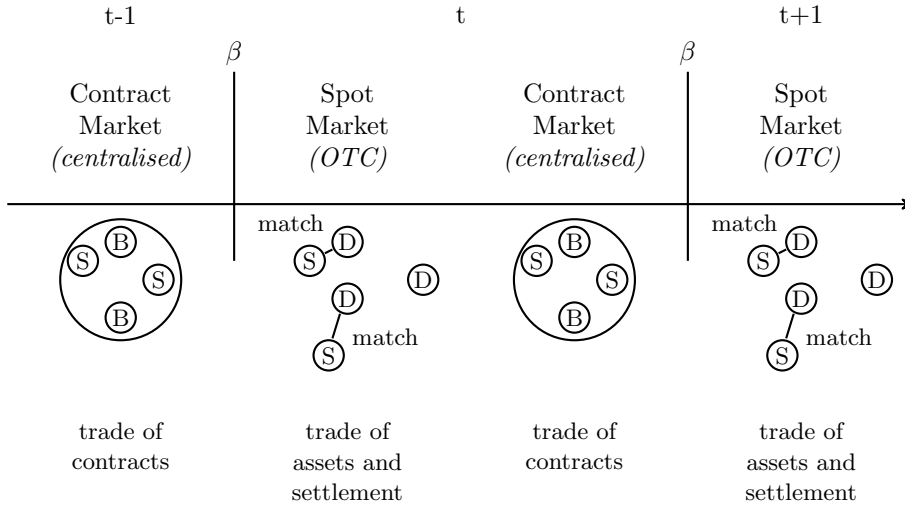 t-1
t
t+1
β
β
Contract
Market
(centralised)
Spot
Market
(OTC)
Contract
Market
(centralised)
Spot
Market
(OTC)
B
S
S
B
match
D
S
D
D
match
S
B
S
S
B
match
D
S
D
D
match
S
trade of
contracts
trade of
assets and
settlement
trade of
contracts
trade of
assets and
settlement